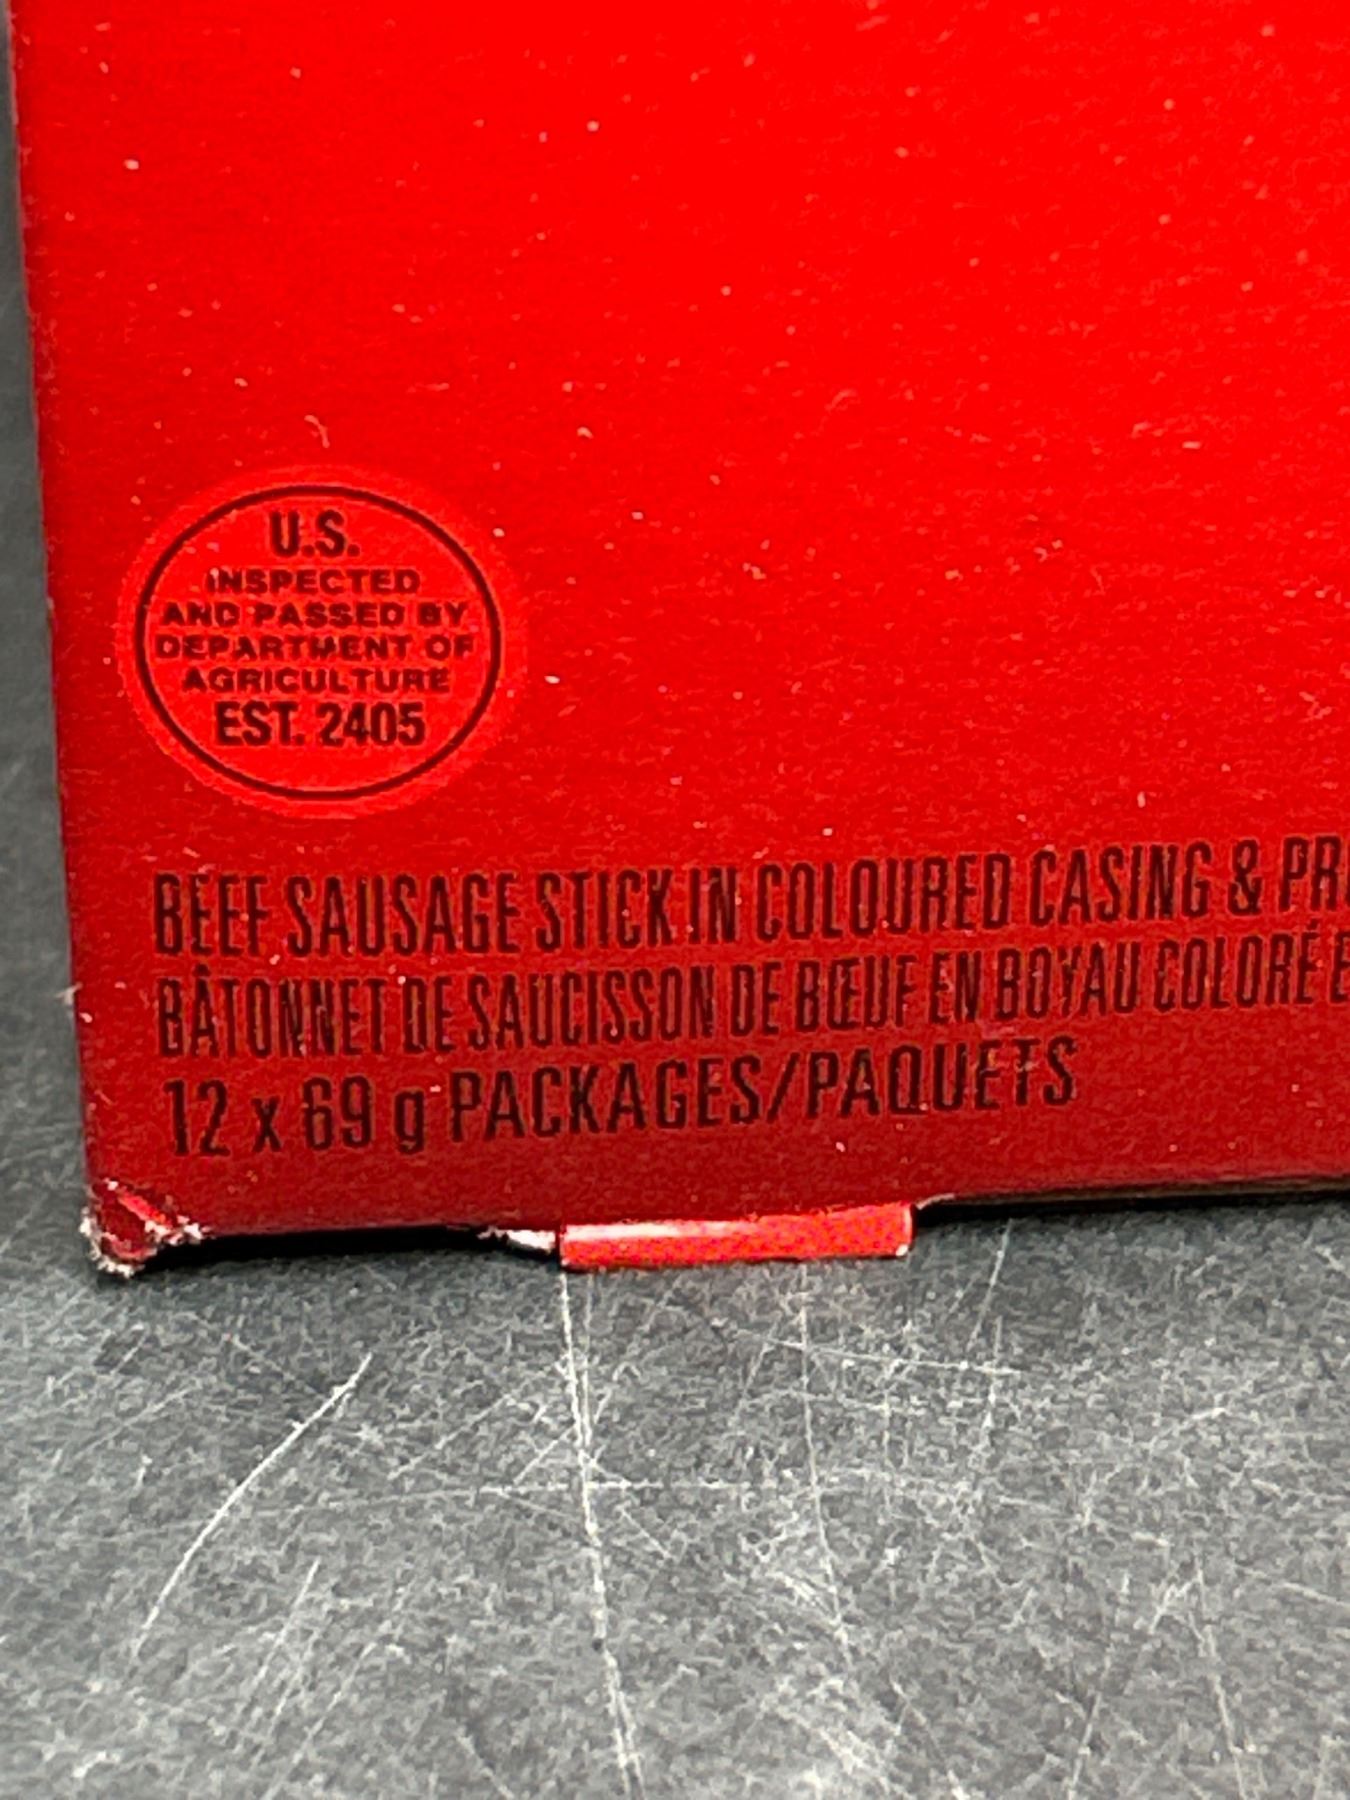 U.S.
INSPECTED
AND PASSED BY
DEPARTMENT OF
AGRICULTURE
EST. 2405
BEEF SAUSAGE STICK IN COLOURED CASING &
BÂTONNET DE SAUCISSON DE BŒUF EN BOYAU COLORÉ
12 x 69 g PACKAGES/PAQUETS